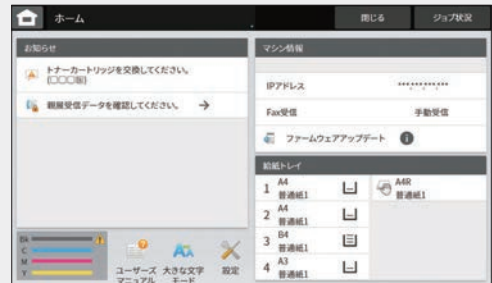 ホーム
閉じる
ジョブ状況
お知らせ
トナーカートリッジを交換してください。
(□□□版)
親展受信データを確認してください。 →
マシン情報
IPアドレス ***.***.***.***
Fax受信 手動受信
ファームウェアアップデート
給紙トレイ
1 A4
普通紙1
A4R
普通紙1
2 A4
普通紙1
3 B4
普通紙1
4 A3
普通紙1
Bk
C
M
Y
ユーザーズ
マニュアル
大きな文字
モード
設定